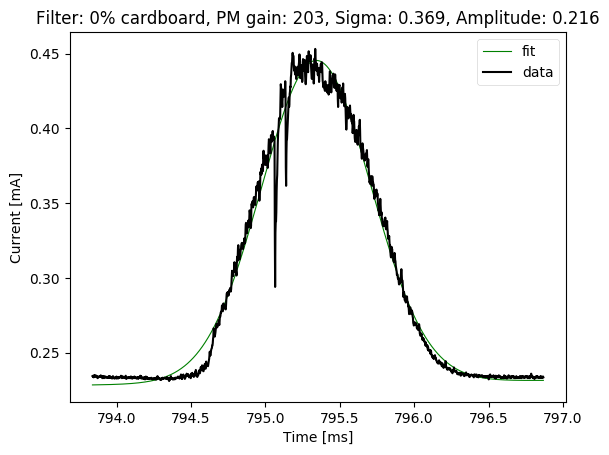 Filter: 0% cardboard, PM gain: 203, Sigma: 0.369, Amplitude: 0.216
fit
data
0.45
0.40
0.35
0.30
0.25
Current [mA]
794.0 794.5 795.0 795.5 796.0 796.5 797.0
Time [ms]